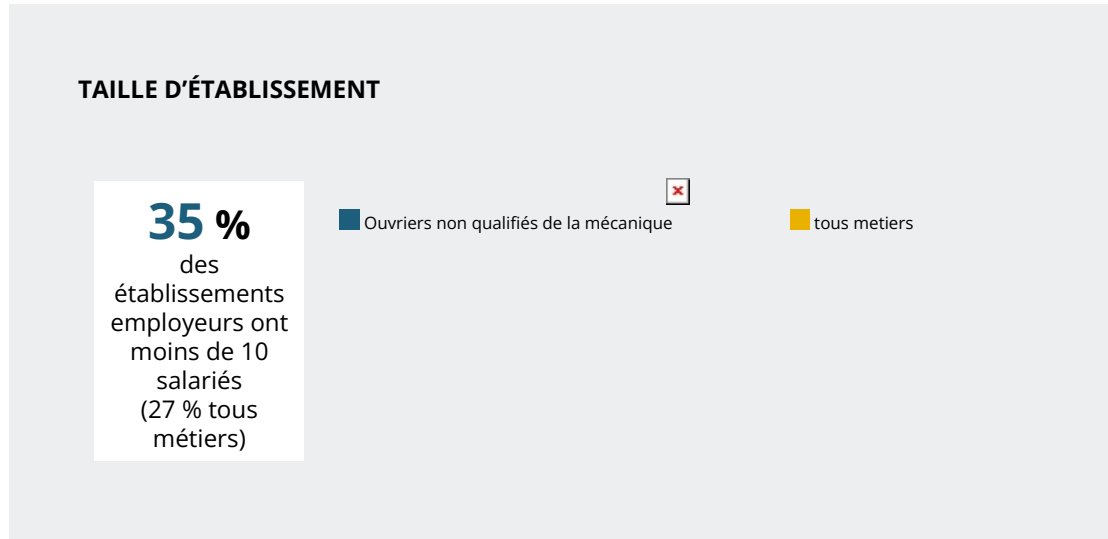 TAILLE D'ÉTABLISSEMENT
35 %
des
établissements
employeurs ont
moins de 10
salariés
(27 % tous
métiers)
Ouvriers non qualifiés de la mécanique
tous metiers